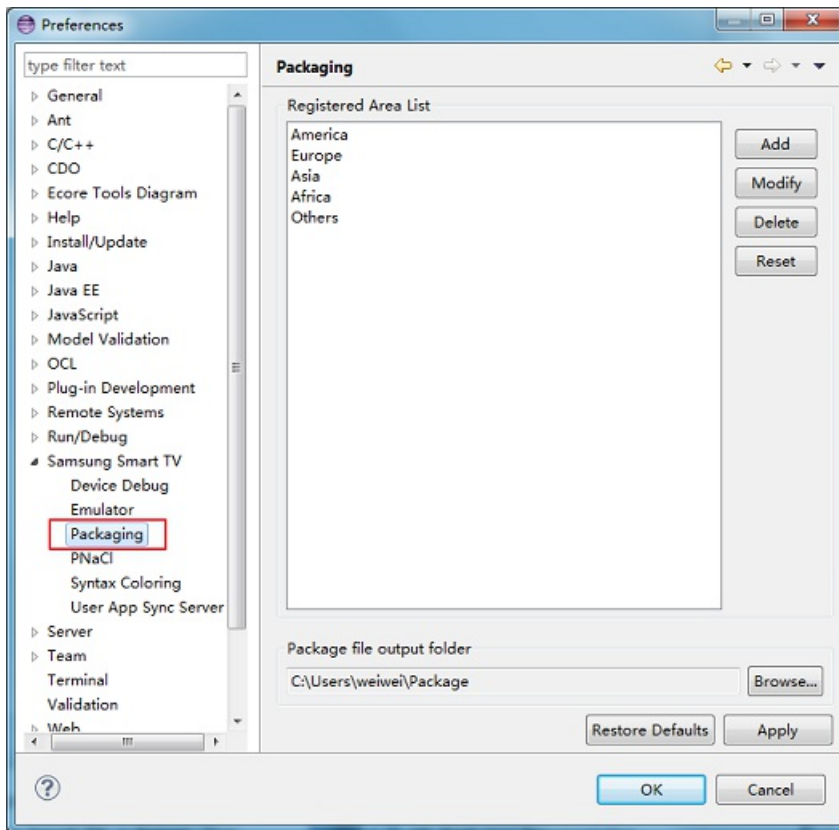 Preferences
type filter text
General
Ant
C/C++
CDO
Ecore Tools Diagram
Help
Install/Update
Java
Java EE
JavaScript
Model Validation
OCL
Plug-in Development
Remote Systems
Run/Debug
Samsung Smart TV
Device Debug
Emulator
Packaging
PNaCl
Syntax Coloring
User App Sync Server
Server
Team
Terminal
Validation
Web
Packaging
Registered Area List
America
Europe
Asia
Africa
Others
Add
Modify
Delete
Reset
Package file output folder
C:\Users\weiwei\Package
Browse...
Restore Defaults
Apply
?
OK
Cancel